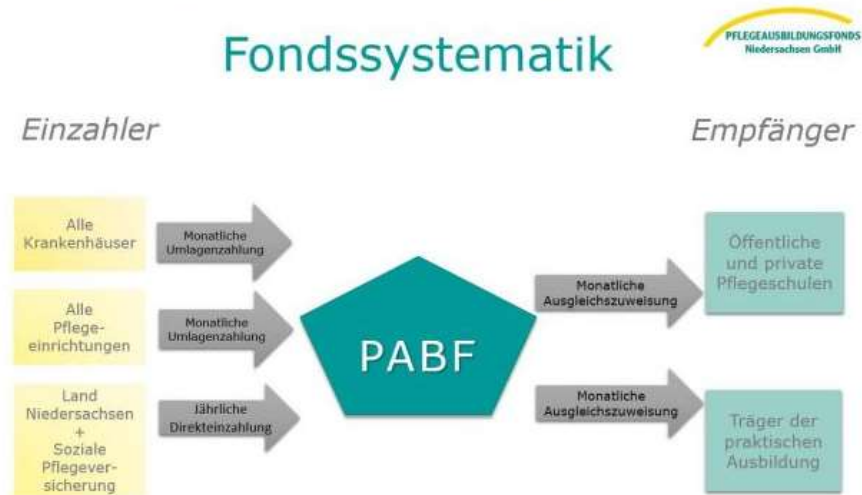 PFLEGEAUSBILDUNGSFONDS
Niedersachsen GmbH
Fondssystematik
Einzahler
Empfänger
Alle
Krankenhäuser
Monatliche
Umlagenzahlung
Öffentliche
und private
Pflegeschulen
Monatliche
Ausgleichszuweisung
Alle
Pflege-
einrichtungen
Monatliche
Umlagenzahlung
PABF
Land
Niedersachsen
+
Soziale
Pflegever-
sicherung
Jährliche
Direkteinzahlung
Monatliche
Ausgleichszuweisung
Träger der
praktischen
Ausbildung